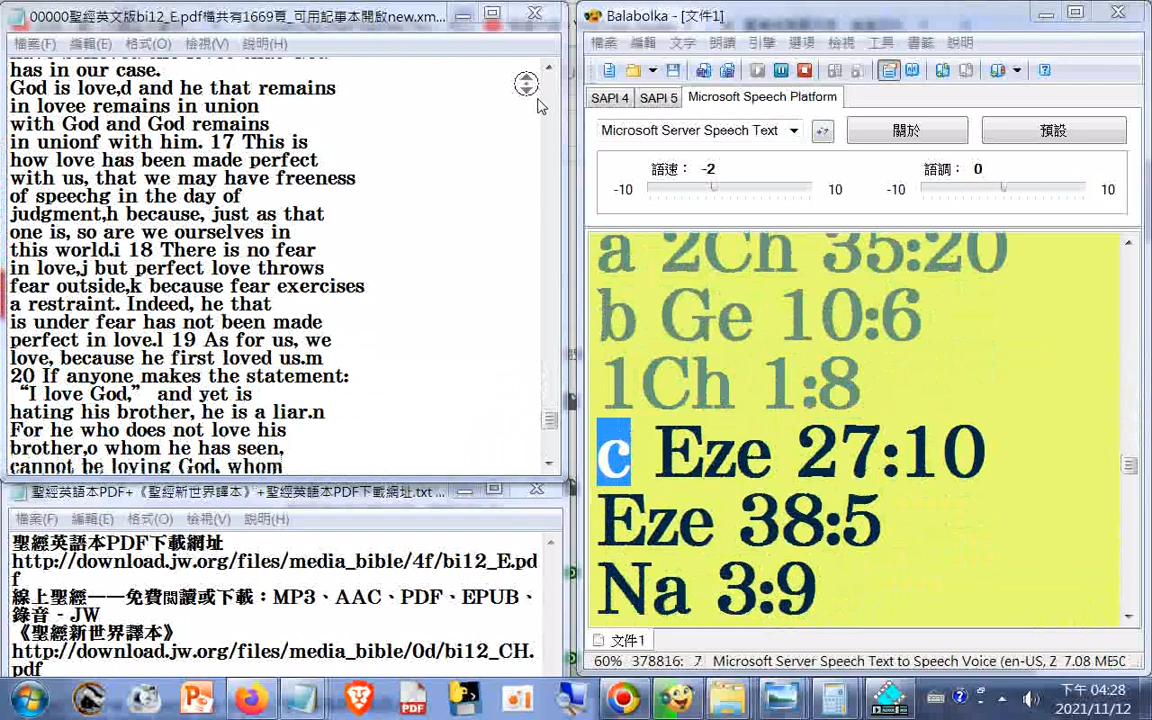 00000聖經英文版bi12_E.pdf檔共有1669頁_可用記事本開啟new.xm...
檔案(F) 編輯(E) 格式(O) 檢視(V) 說明(H)
has in our case.
God is love,d and he that remains
in lovee remains in union
with God and God remains
in unionf with him. 17 This is
how love has been made perfect
with us, that we may have freeness
of speechg in the day of
judgment,h because, just as that
one is, so are we ourselves in
this world.i 18 There is no fear
in love,j but perfect love throws
fear outside,k because fear exercises
a restraint. Indeed, he that
is under fear has not been made
perfect in love.l 19 As for us, we
love, because he first loved us.m
20 If anyone makes the statement:
“I love God,” and yet is
hating his brother, he is a liar.n
For he who does not love his
brother,o whom he has seen,
cannot be loving God, whom
聖經英語本PDF+《聖經新世界譯本》+聖經英語本PDF下載網址.txt ...
檔案(F) 編輯(E) 格式(O) 檢視(V) 說明(H)
聖經英語本PDF下載網址
http://download.jw.org/files/media_bible/4f/bi12_E.pd
f
線上聖經——免費閱讀或下載：MP3、AAC、PDF、EPUB、
錄音 - JW
《聖經新世界譯本》
http://download.jw.org/files/media_bible/0d/bi12_CH.
pdf
Balabolka - [文件1]
檔案 編輯 文字 朗讀 引擎 選項 檢視 工具 書籤 說明
SAPI 4 SAPI 5 Microsoft Speech Platform
Microsoft Server Speech Text 關於 預設
語速： -2 語調： 0
-10 10 -10 10
a 2Ch 35:20
b Ge 10:6
1Ch 1:8
c Eze 27:10
Eze 38:5
Na 3:9
文件1
60% 378816: 7 Microsoft Server Speech Text to Speech Voice (en-US, Z 7.08 ME
下午 04:28
2021/11/12